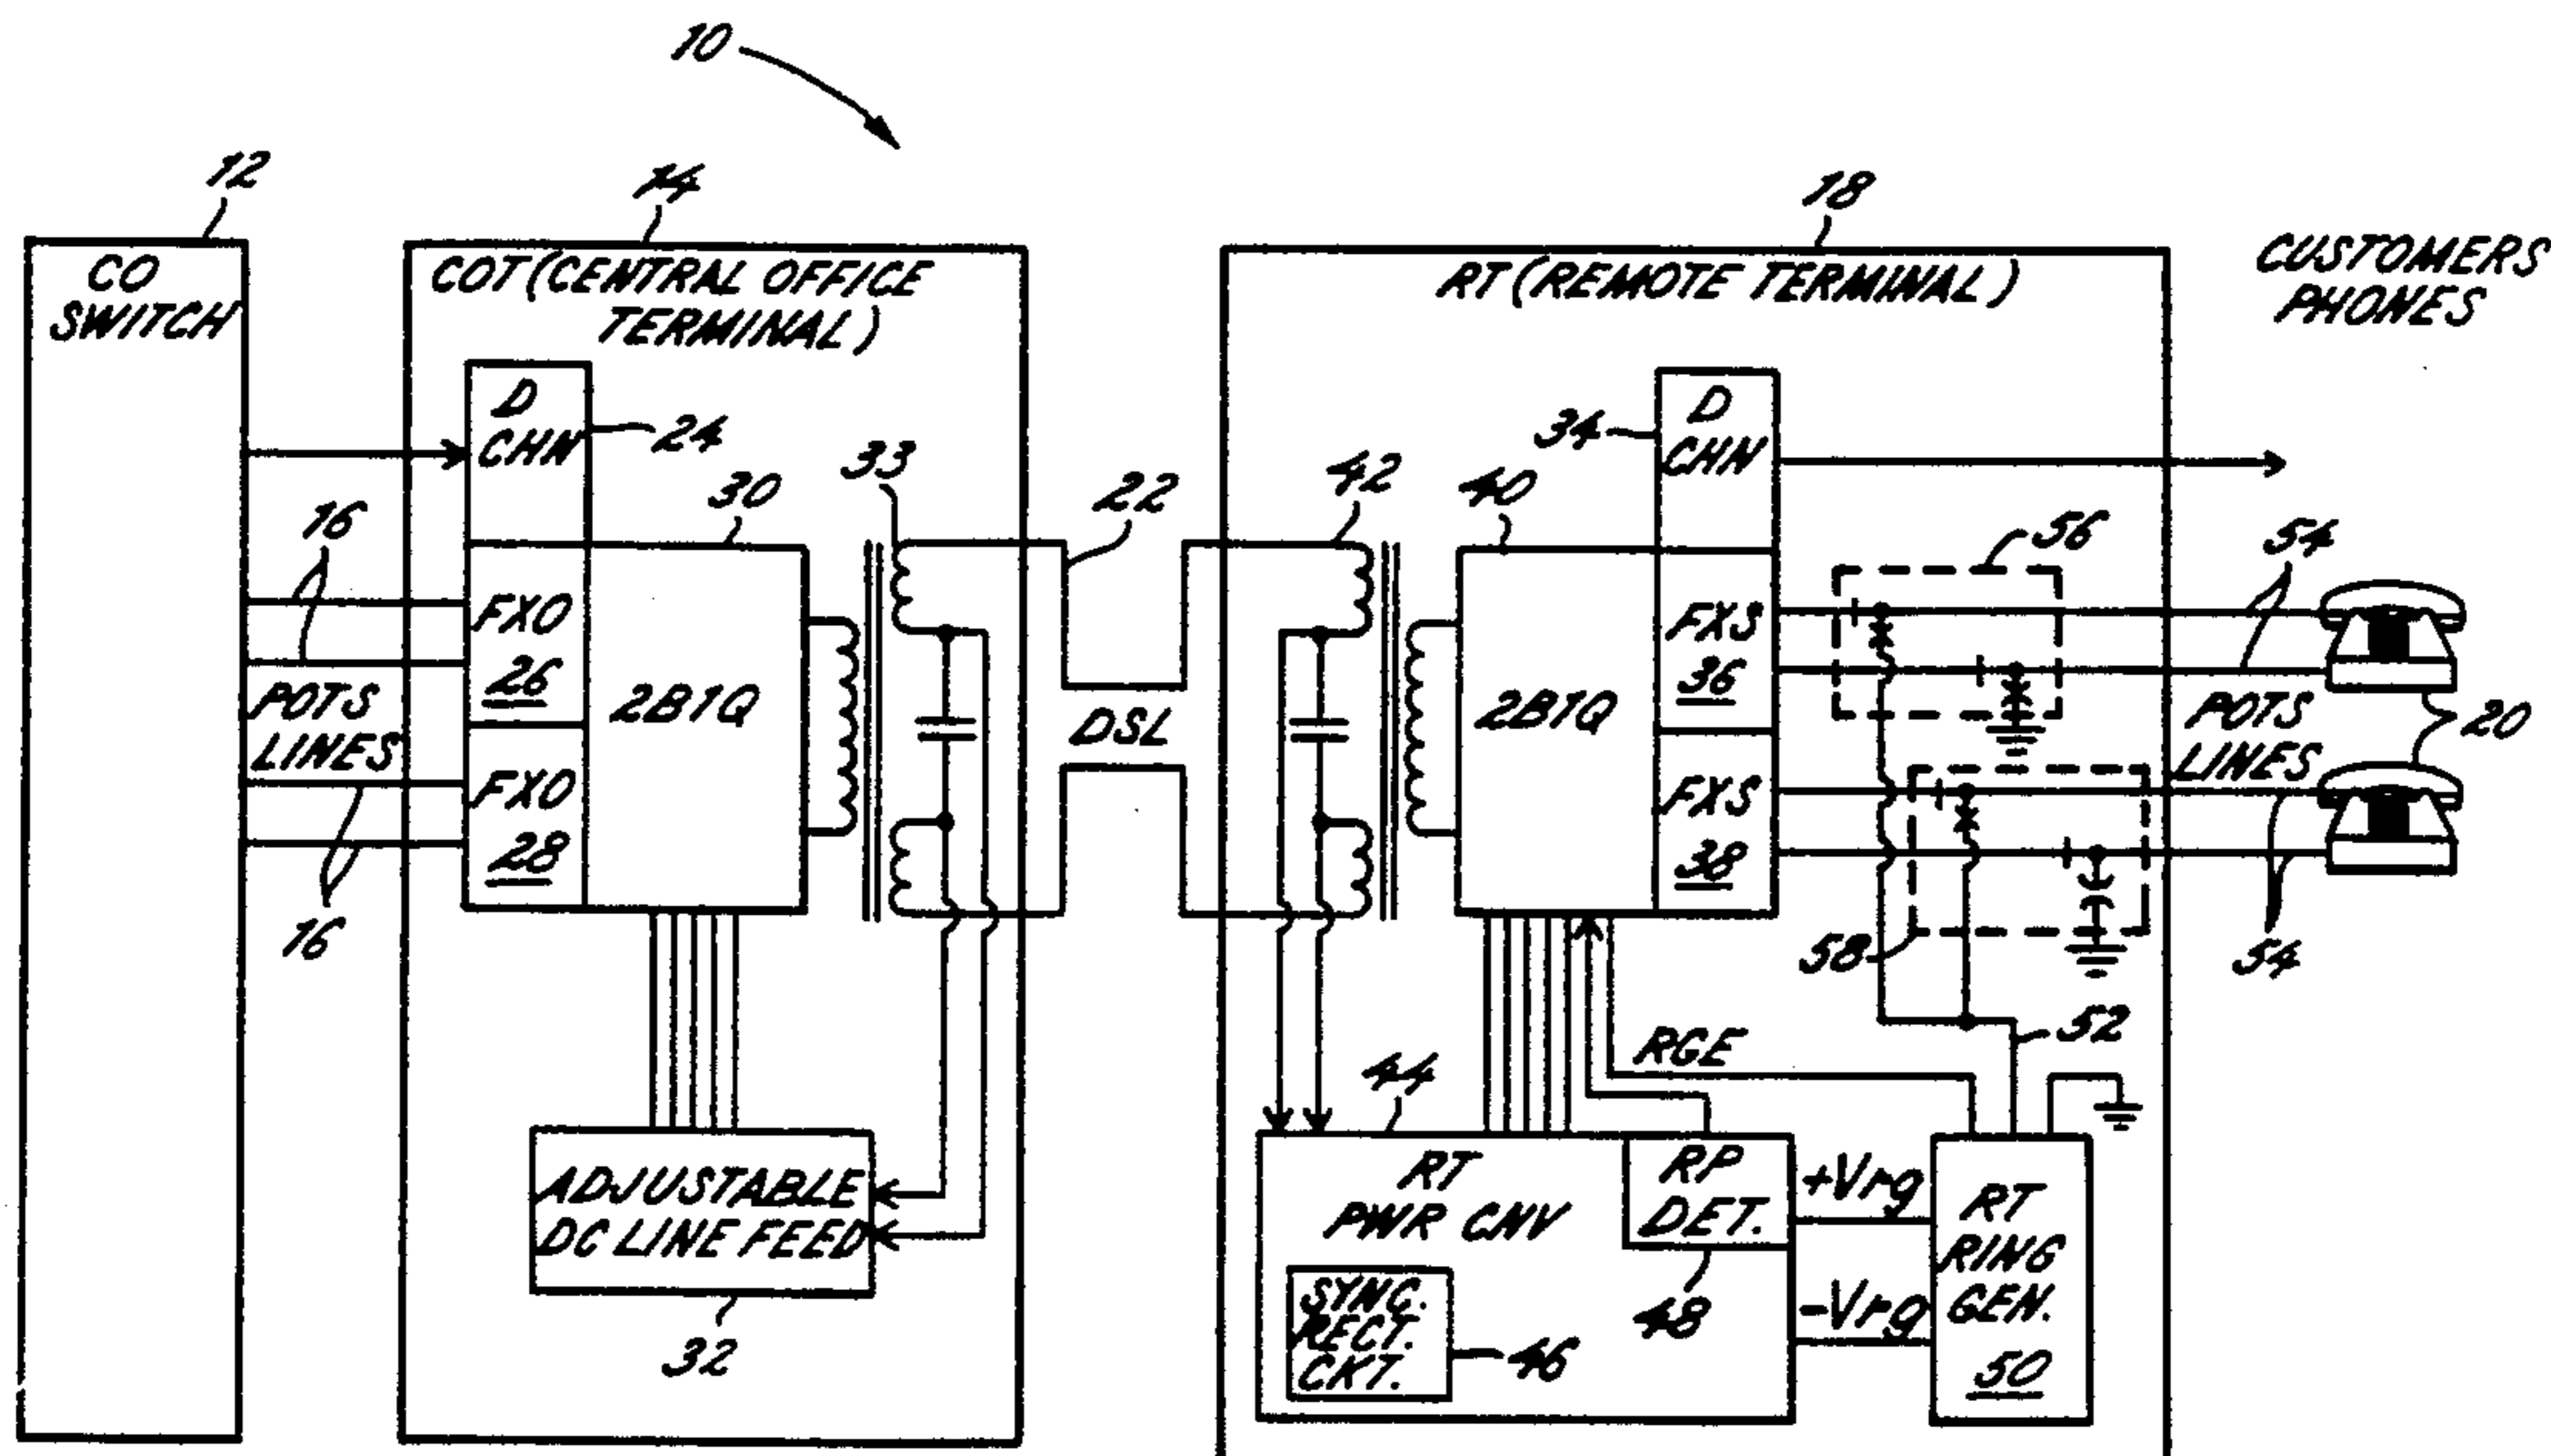 10
12
14
18
CO
SWITCH
COT (CENTRAL OFFICE
TERMINAL)
RT (REMOTE TERMINAL)
CUSTOMERS
PHONES
D
CHN
24
16
POTS
LINES
16
FXO
26
FXO
28
30
2B1Q
33
22
DSL
ADJUSTABLE
DC LINE FEED
32
42
40
2B1Q
34
D
CHN
FXS
36
FXS
38
56
54
POTS
LINES
20
58
54
52
RGE
44
RT
PWR CNV
RP
DET.
48
SYNC.
RECT.
CKT.
46
+Vrg
-Vrg
RT
RING
GEN.
50